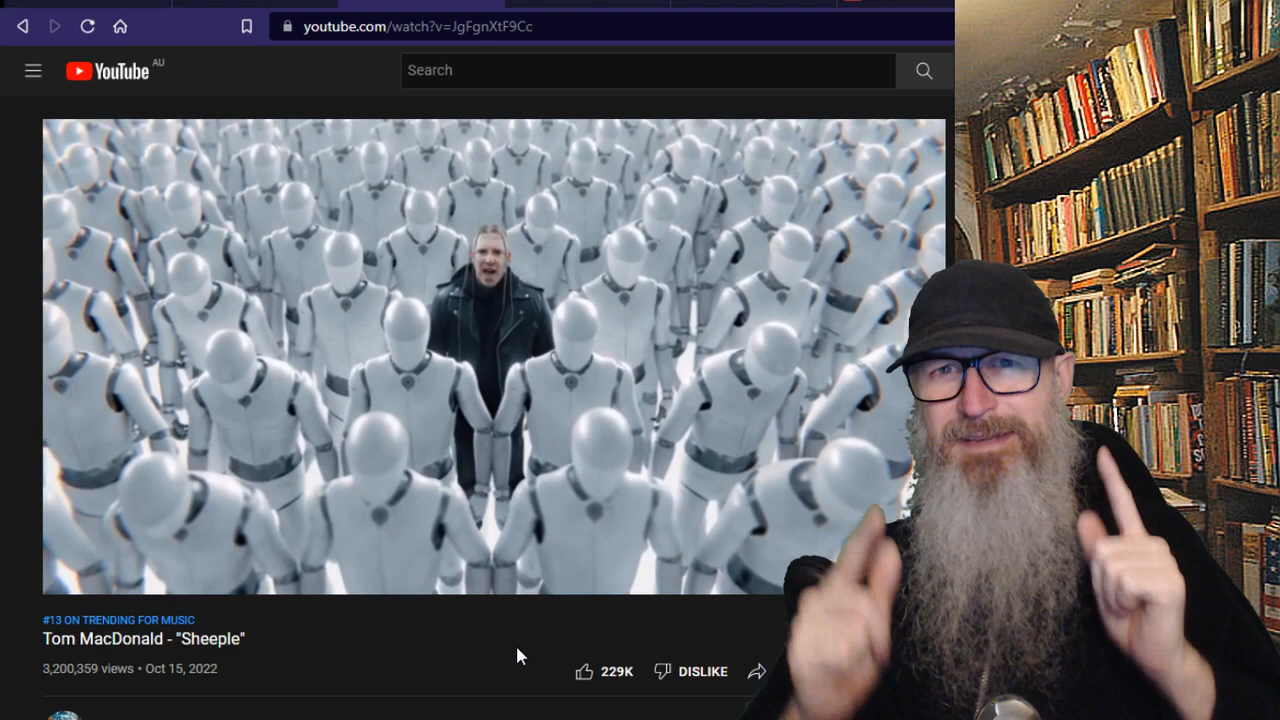 youtube.com/watch?v=JgFgnXtF9Cc
YouTube AU
Search
#13 ON TRENDING FOR MUSIC
Tom MacDonald - "Sheeple"
3,200,359 views • Oct 15, 2022
229K
DISLIKE